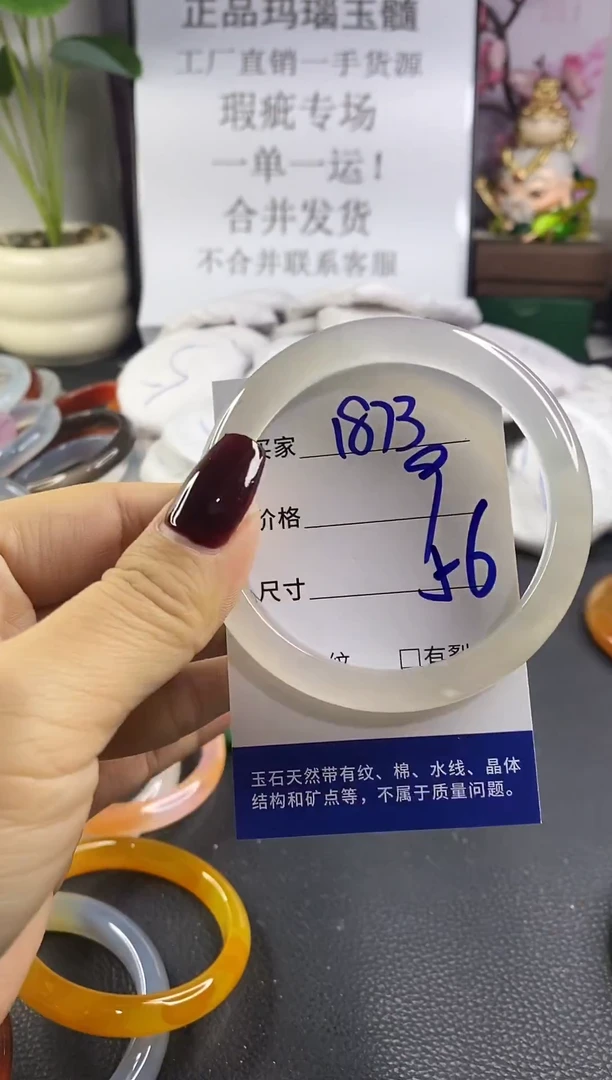 正品玛瑙玉髓
工厂直销一手货源
瑕疵专场
一单一运！
合并发货
不合并联系客服
买家 1873
价格 9
尺寸 56
纹 □有裂
玉石天然带有纹、棉、水线、晶体
结构和矿点等，不属于质量问题。